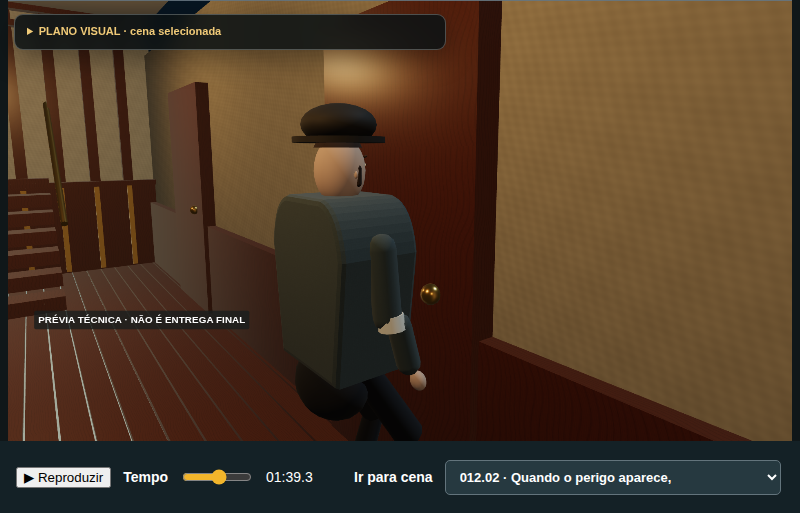 ▶ PLANO VISUAL · cena selecionada
PRÉVIA TÉCNICA · NÃO É ENTREGA FINAL
▶ Reproduzir Tempo 01:39.3 Ir para cena 012.02 · Quando o perigo aparece,